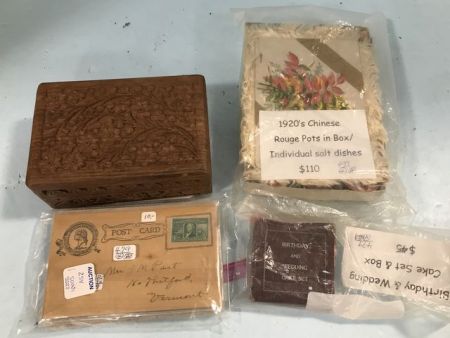 1920's Chinese
Rouge Pots in Box/
Individual salt dishes
$110
POST CARD
10.-
AUCTION
Vermont
BIRTHDAY
AND
WEDDING
CAKE SET
Birthday & Wedding
Cake Set & Box
$45